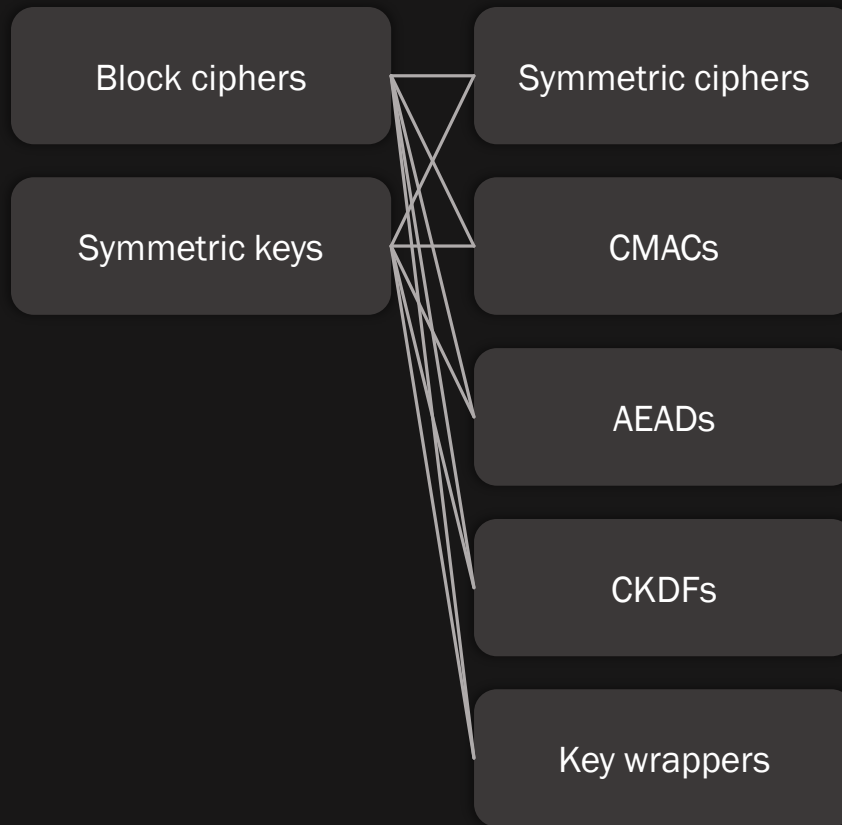 Block ciphers
Symmetric ciphers
Symmetric keys
CMACs
AEADs
CKDFs
Key wrappers